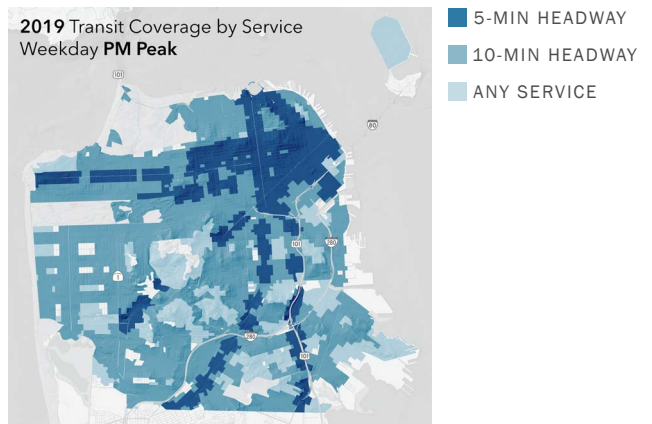 2019 Transit Coverage by Service
Weekday PM Peak
5-MIN HEADWAY
10-MIN HEADWAY
ANY SERVICE
101
80
101
280
1
280
101